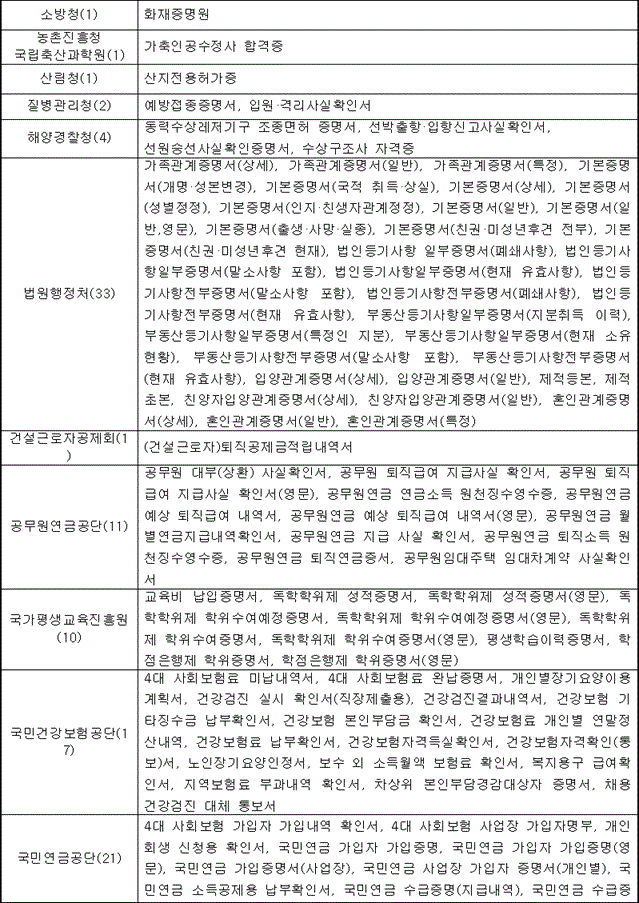 소방청(1)
화재증명원
농촌진흥청
국립축산과학원(1)
가축인공수정사 합격증
산림청(1)
산지전용허가증
질병관리청(2)
예방접종증명서, 입원·격리사실확인서
해양경찰청(4)
동력수상레저기구 조종면허 증명서, 선박출항·입항신고사실확인서,
선원승선사실확인증명서, 수상구조사 자격증
법원행정처(33)
가족관계증명서(상세), 가족관계증명서(일반), 가족관계증명서(특정), 기본증명
서(개명·성본변경), 기본증명서(국적 취득·상실), 기본증명서(상세), 기본증명서
(성별정정), 기본증명서(인지·친생자관계정정), 기본증명서(일반), 기본증명서(일
반,영문), 기본증명서(출생·사망·실종), 기본증명서(친권·미성년후견 전부), 기본
증명서(친권·미성년후견 현재), 법인등기사항 일부증명서(폐쇄사항), 법인등기사
항일부증명서(말소사항 포함), 법인등기사항일부증명서(현재 유효사항), 법인등
기사항전부증명서(말소사항 포함), 법인등기사항전부증명서(폐쇄사항), 법인등
기사항전부증명서(현재 유효사항), 부동산등기사항일부증명서(지분취득 이력),
부동산등기사항일부증명서(특정인 지분), 부동산등기사항일부증명서(현재 소유
현황), 부동산등기사항전부증명서(말소사항 포함), 부동산등기사항전부증명서
(현재 유효사항), 입양관계증명서(상세), 입양관계증명서(일반), 제적등본, 제적
초본, 친양자입양관계증명서(상세), 친양자입양관계증명서(일반), 혼인관계증명
서(상세), 혼인관계증명서(일반), 혼인관계증명서(특정)
건설근로자공제회(1
)
(건설근로자)퇴직공제금적립내역서
공무원연금공단(11)
공무원 대부(상환) 사실확인서, 공무원 퇴직급여 지급사실 확인서, 공무원 퇴직
급여 지급사실 확인서(영문), 공무원연금 연금소득 원천징수영수증, 공무원연금
예상 퇴직급여 내역서, 공무원연금 예상 퇴직급여 내역서(영문), 공무원연금 월
별연금지급내역확인서, 공무원연금 지급 사실 확인서, 공무원연금 퇴직소득 원
천징수영수증, 공무원연금 퇴직연금증서, 공무원임대주택 임대차계약 사실확인
서
국가평생교육진흥원
(10)
교육비 납입증명서, 독학학위제 성적증명서, 독학학위제 성적증명서(영문), 독
학학위제 학위수여예정증명서, 독학학위제 학위수여예정증명서(영문), 독학학위
제 학위수여증명서, 독학학위제 학위수여증명서(영문), 평생학습이력증명서, 학
점은행제 학위증명서, 학점은행제 학위증명서(영문)
국민건강보험공단(1
7)
4대 사회보험료 미납내역서, 4대 사회보험료 완납증명서, 개인별장기요양이용
계획서, 건강검진 실시 확인서(직장제출용), 건강검진결과내역서, 건강보험 기
타징수금 납부확인서, 건강보험 본인부담금 확인서, 건강보험료 개인별 연말정
산내역, 건강보험료 납부확인서, 건강보험자격득실확인서, 건강보험자격확인(통
보)서, 노인장기요양인정서, 보수 외 소득월액 보험료 확인서, 복지용구 급여확
인서, 지역보험료 부과내역 확인서, 차상위 본인부담경감대상자 증명서, 채용
건강검진 대체 통보서
국민연금공단(21)
4대 사회보험 가입자 가입내역 확인서, 4대 사회보험 사업장 가입자명부, 개인
회생 신청용 확인서, 국민연금 가입자 가입증명, 국민연금 가입자 가입증명(영
문), 국민연금 가입증명서(사업장), 국민연금 사업장 가입자 증명서(개인별), 국
민연금 소득공제용 납부확인서, 국민연금 수급증명(지급내역), 국민연금 수급증